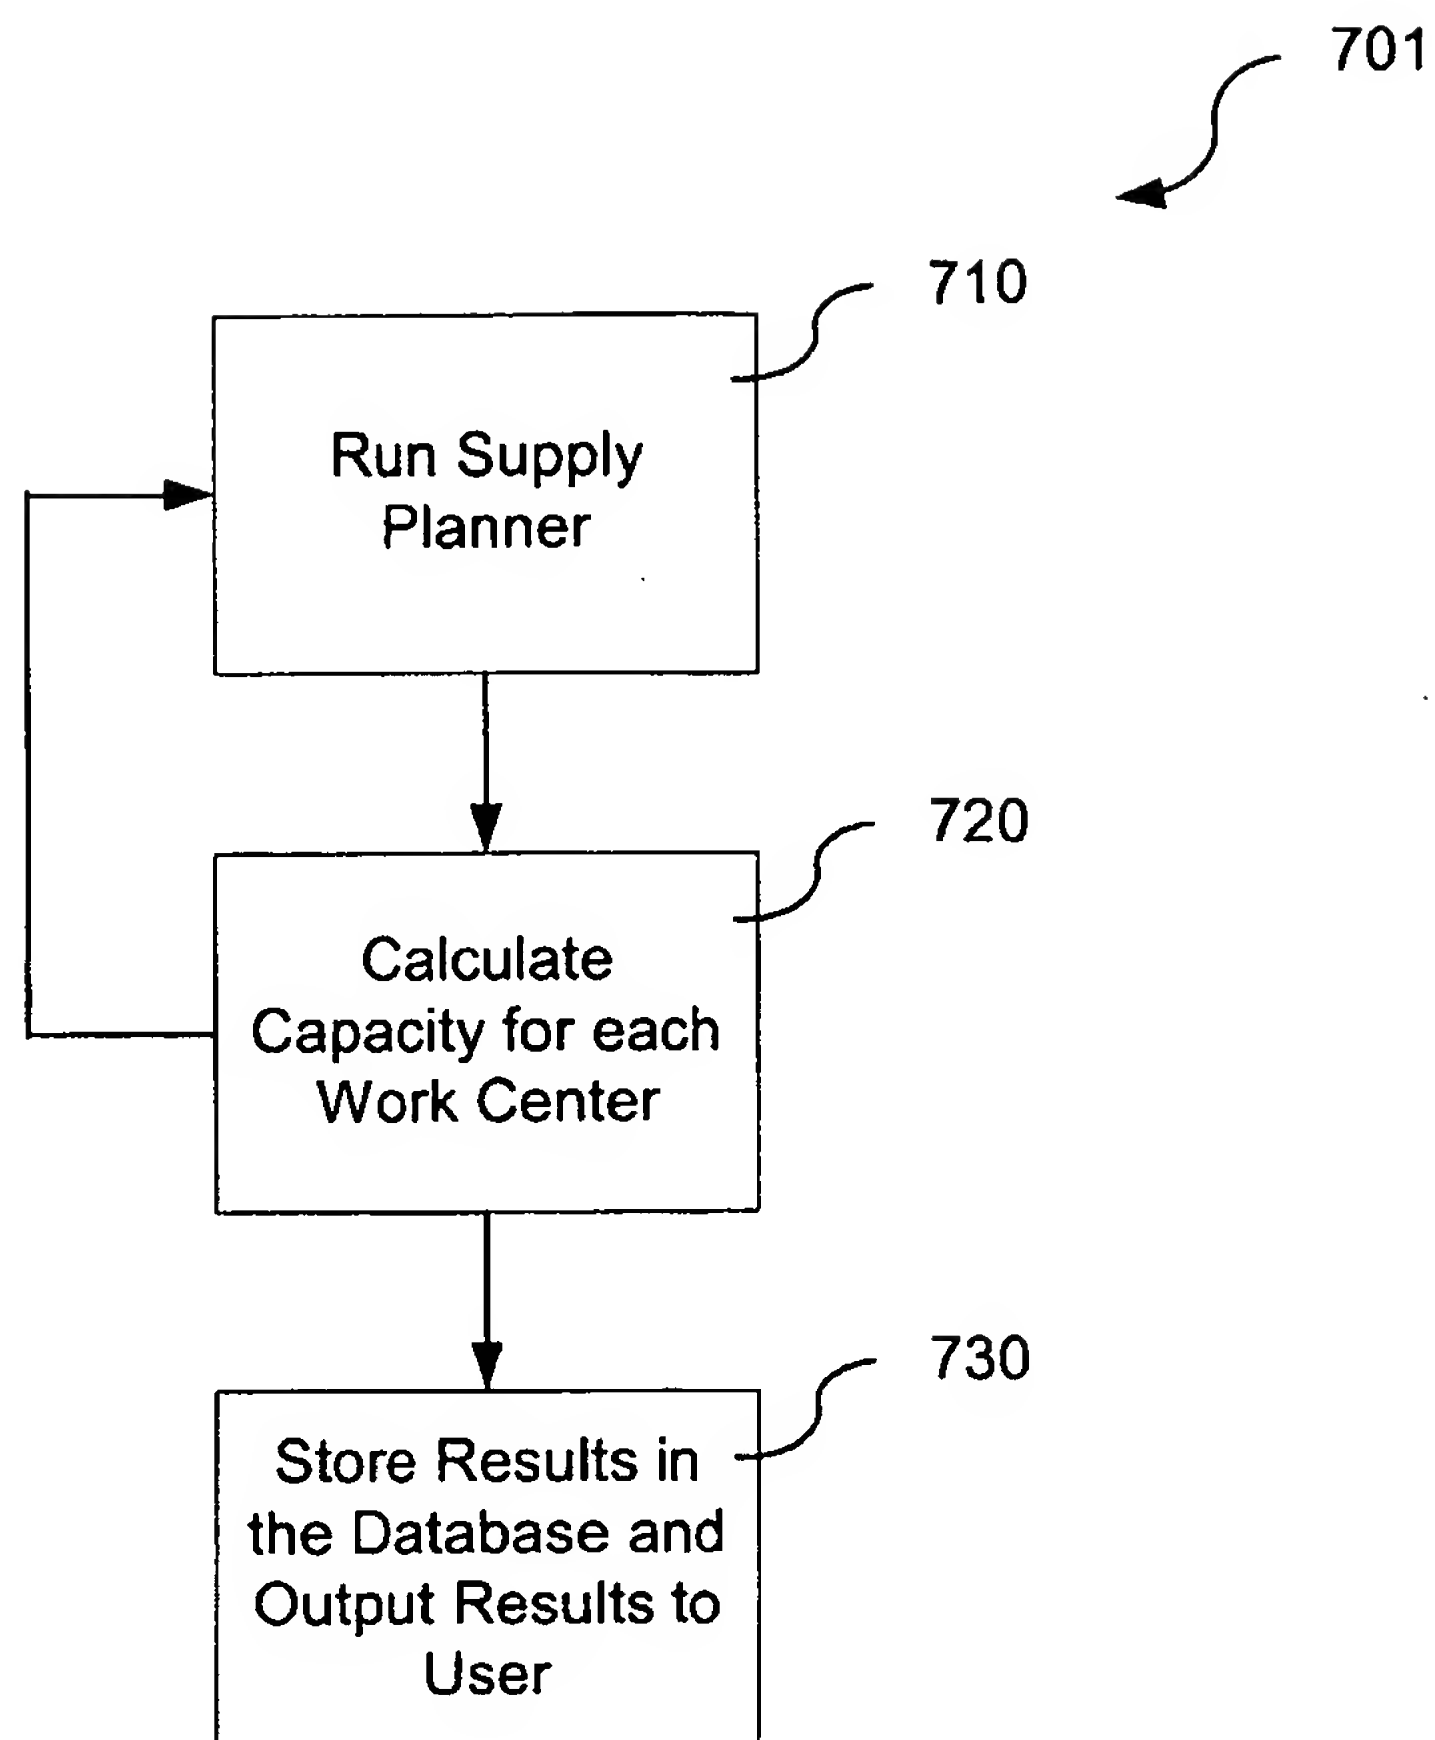 701
710
Run Supply
Planner
720
Calculate
Capacity for each
Work Center
730
Store Results in
the Database and
Output Results to
User